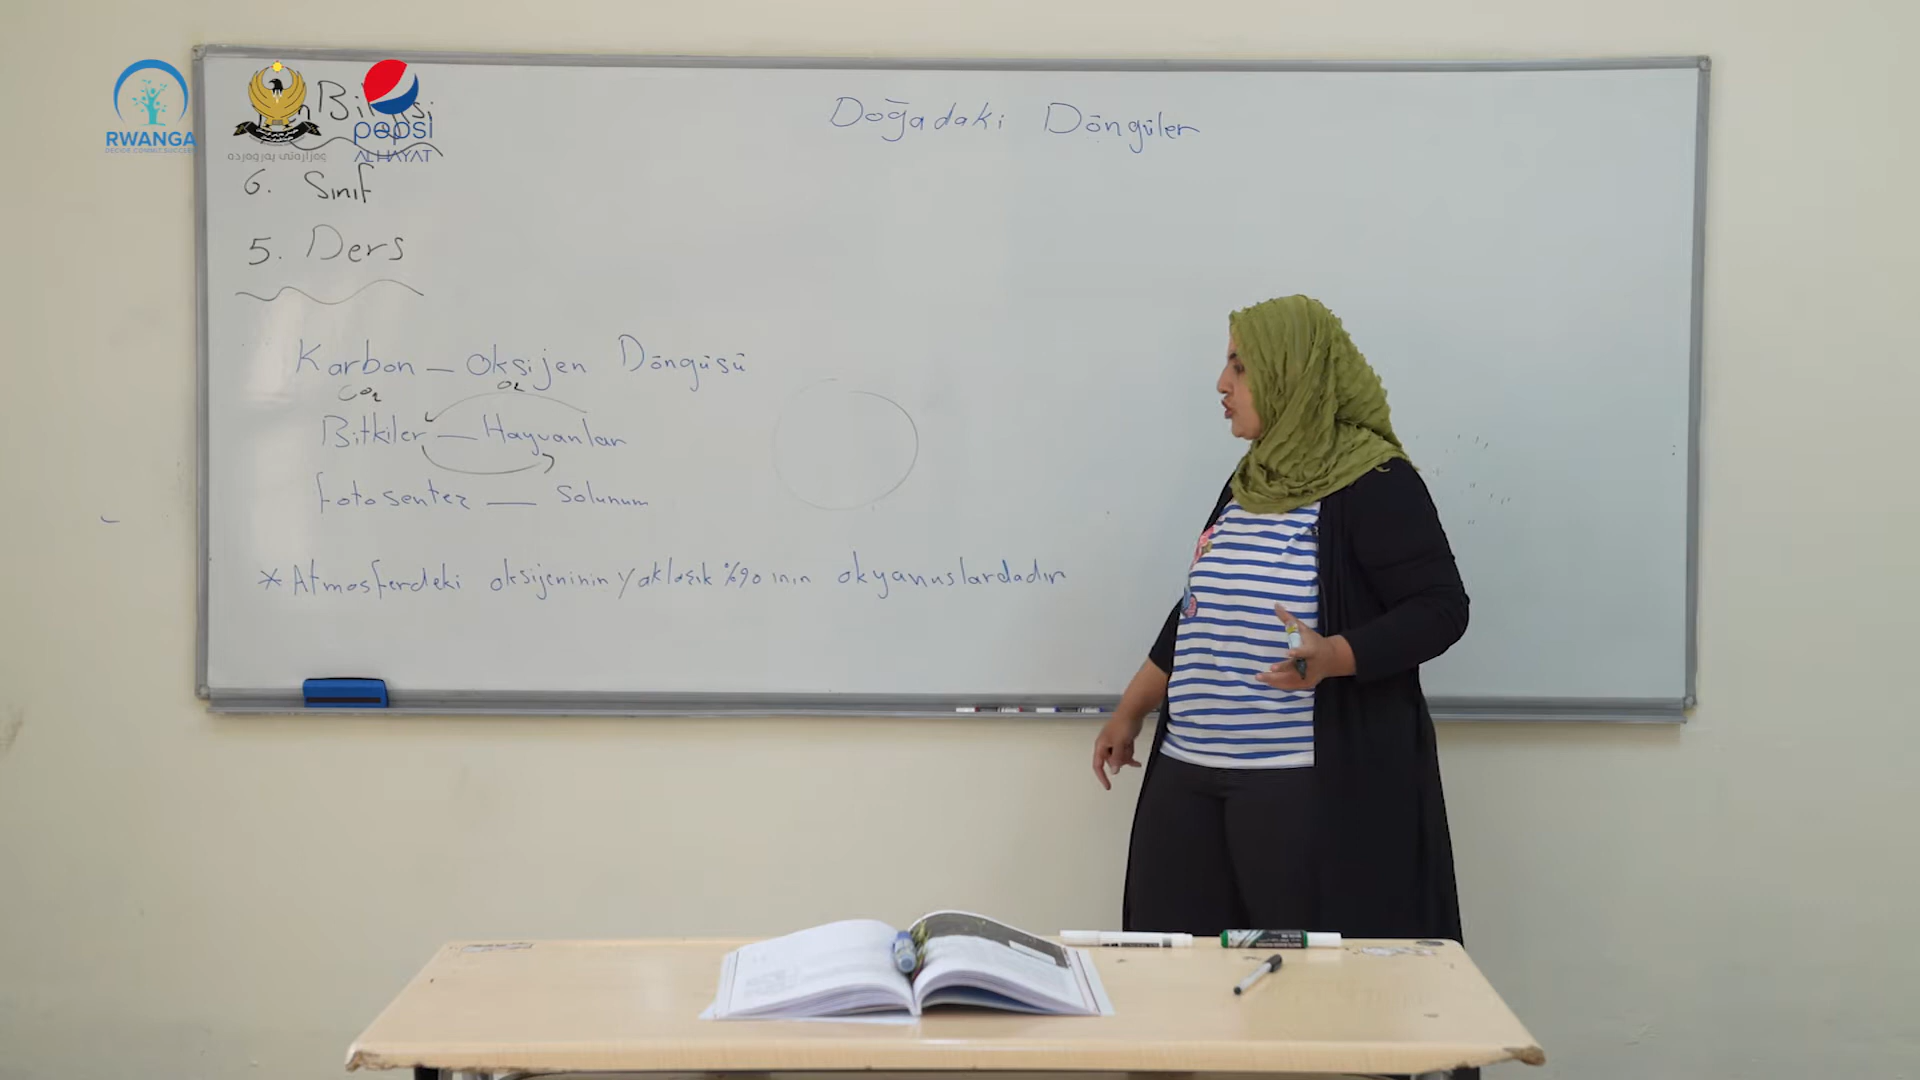 Doğadaki Döngüler
RWANGA
pepsi
ALHAYAT
6. Sınıf
5. Ders
Karbon - Oksijen Döngüsü
CO2
O2
Bitkiler - Hayvanlar
fotosentez - Solunum
* Atmosferdeki oksijeninin yaklaşık %90 ının okyanuslardadır